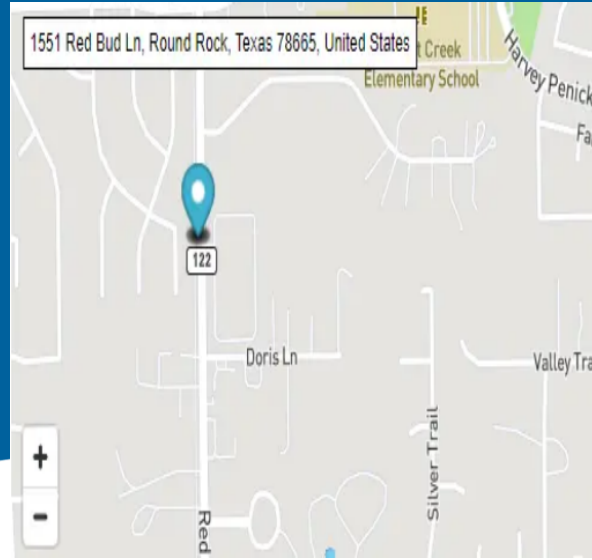 1551 Red Bud Ln, Round Rock, Texas 78665, United States
Creek
Elementary School
Harvey Penick
122
Doris Ln
Valley Tra
Silver Trail
Red
+
-